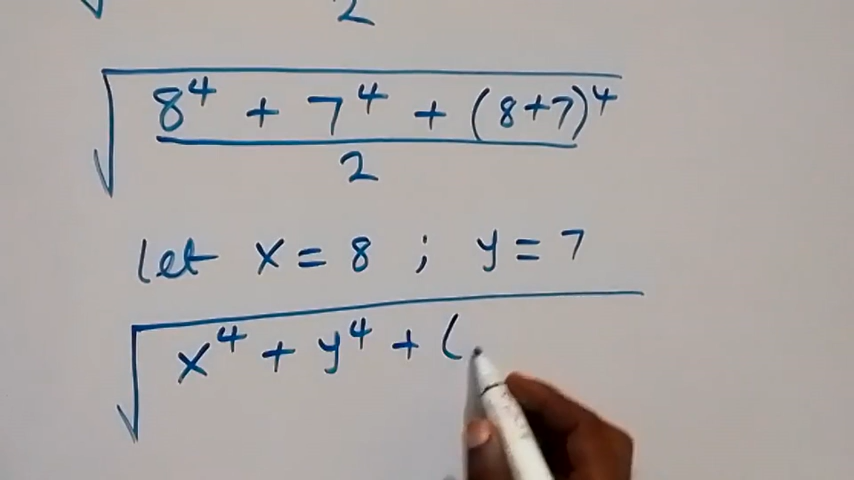 √ 2
√ 8⁴ + 7⁴ + (8+7)⁴
2
let x = 8 ; y = 7
√ x⁴ + y⁴ + (